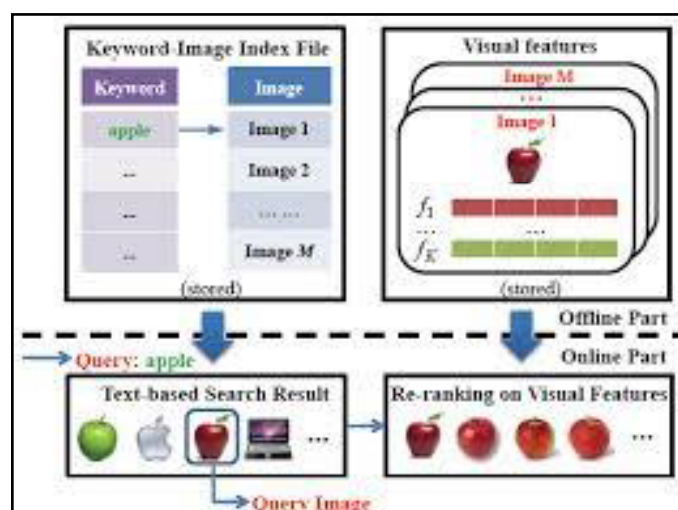 Keyword-Image Index File
Keyword
Image
apple
Image 1
...
Image 2
...
... ...
...
Image M
(stored)
Visual features
Image M
...
Image 1
f1
...
...
fK
(stored)
Offline Part
Online Part
Query: apple
Text-based Search Result
...
Query Image
Re-ranking on Visual Features
...